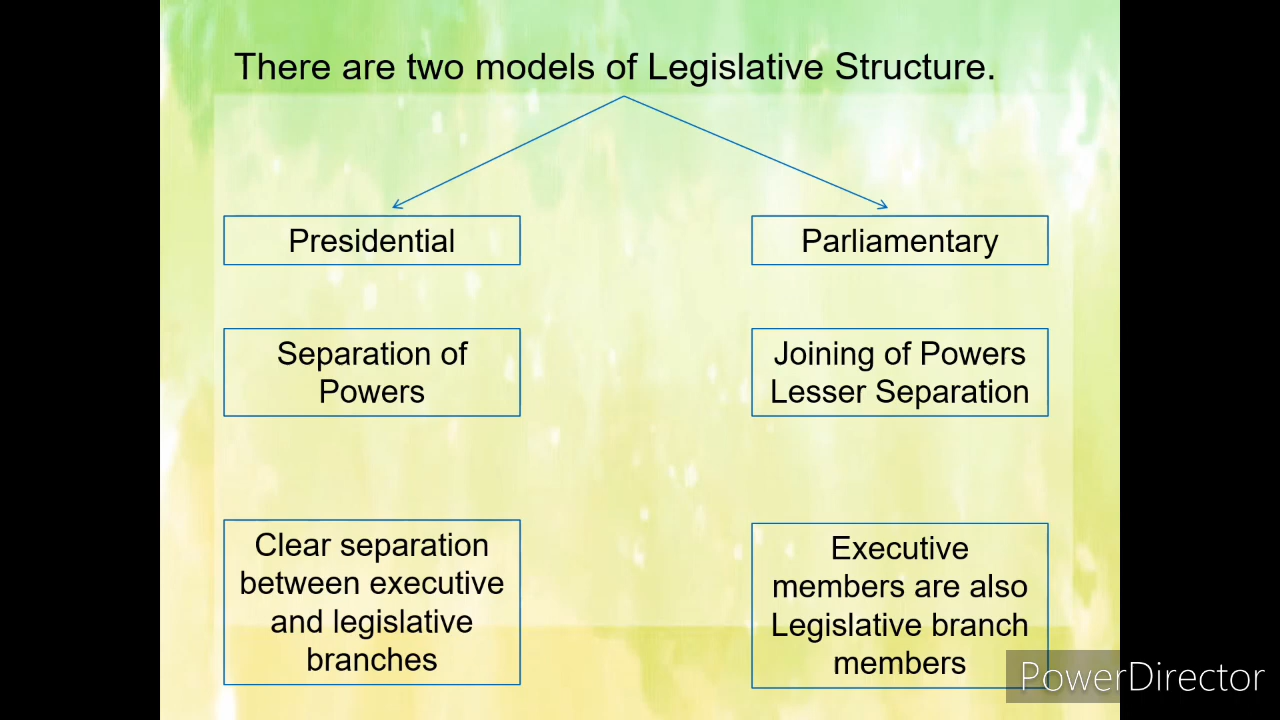 There are two models of Legislative Structure.
Presidential
Parliamentary
Separation of
Powers
Joining of Powers
Lesser Separation
Clear separation
between executive
and legislative
branches
Executive
members are also
Legislative branch
members
PowerDirector